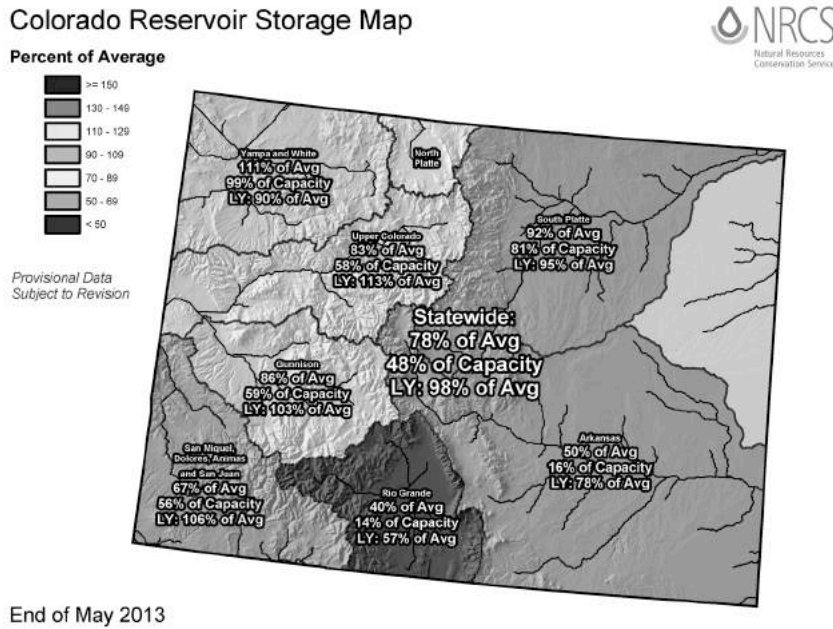 Colorado Reservoir Storage Map
NRCS
Natural Resources
Conservation Service
Percent of Average
>= 150
130 - 149
110 - 129
90 - 109
70 - 89
50 - 69
< 50
Provisional Data
Subject to Revision
Yampa and White
111% of Avg
99% of Capacity
LY: 90% of Avg
North
Platte
South Platte
92% of Avg
81% of Capacity
LY: 95% of Avg
Upper Colorado
83% of Avg
58% of Capacity
LY: 113% of Avg
Statewide:
78% of Avg
48% of Capacity
LY: 98% of Avg
Gunnison
86% of Avg
59% of Capacity
LY: 103% of Avg
Arkansas
50% of Avg
16% of Capacity
LY: 78% of Avg
San Miguel,
Dolores, Animas
and San Juan
67% of Avg
56% of Capacity
LY: 106% of Avg
Rio Grande
40% of Avg
14% of Capacity
LY: 57% of Avg
End of May 2013